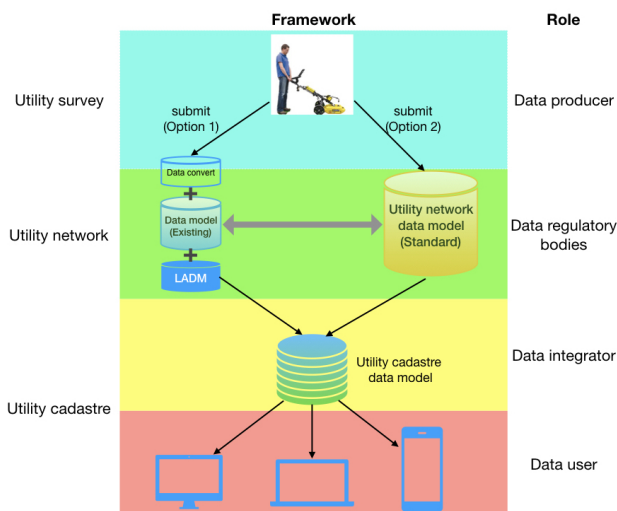 Framework
Role
Utility survey
submit
(Option 1)
submit
(Option 2)
Data producer
Data convert
+
Data model
(Existing)
+
LADM
Utility network
data model
(Standard)
Utility network
Data regulatory
bodies
Utility cadastre
data model
Data integrator
Utility cadastre
Data user